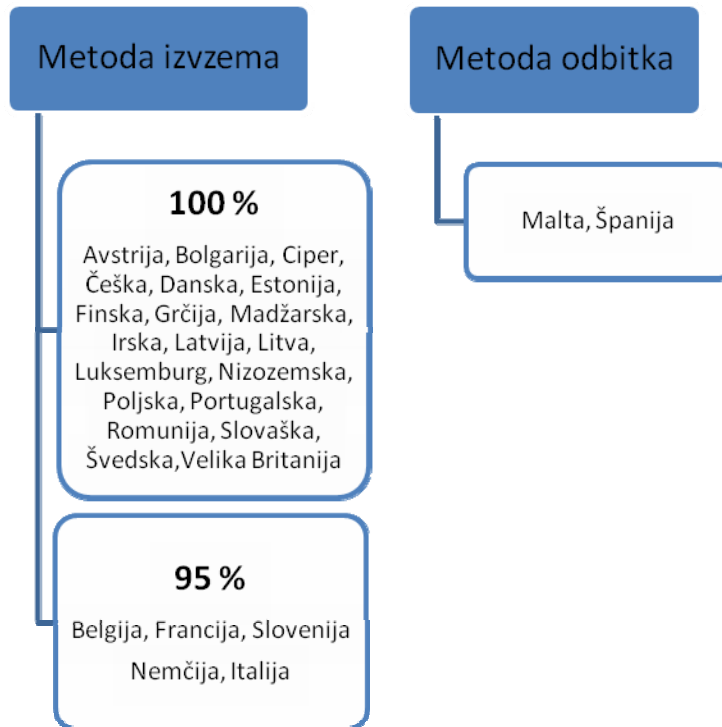 Metoda izvzema
100 %
Avstrija, Bolgarija, Ciper,
Češka, Danska, Estonija,
Finska, Grčija, Madžarska,
Irska, Latvija, Litva,
Luksemburg, Nizozemska,
Poljska, Portugalska,
Romunija, Slovaška,
Švedska,Velika Britanija
95 %
Belgija, Francija, Slovenija
Nemčija, Italija
Metoda odbitka
Malta, Španija